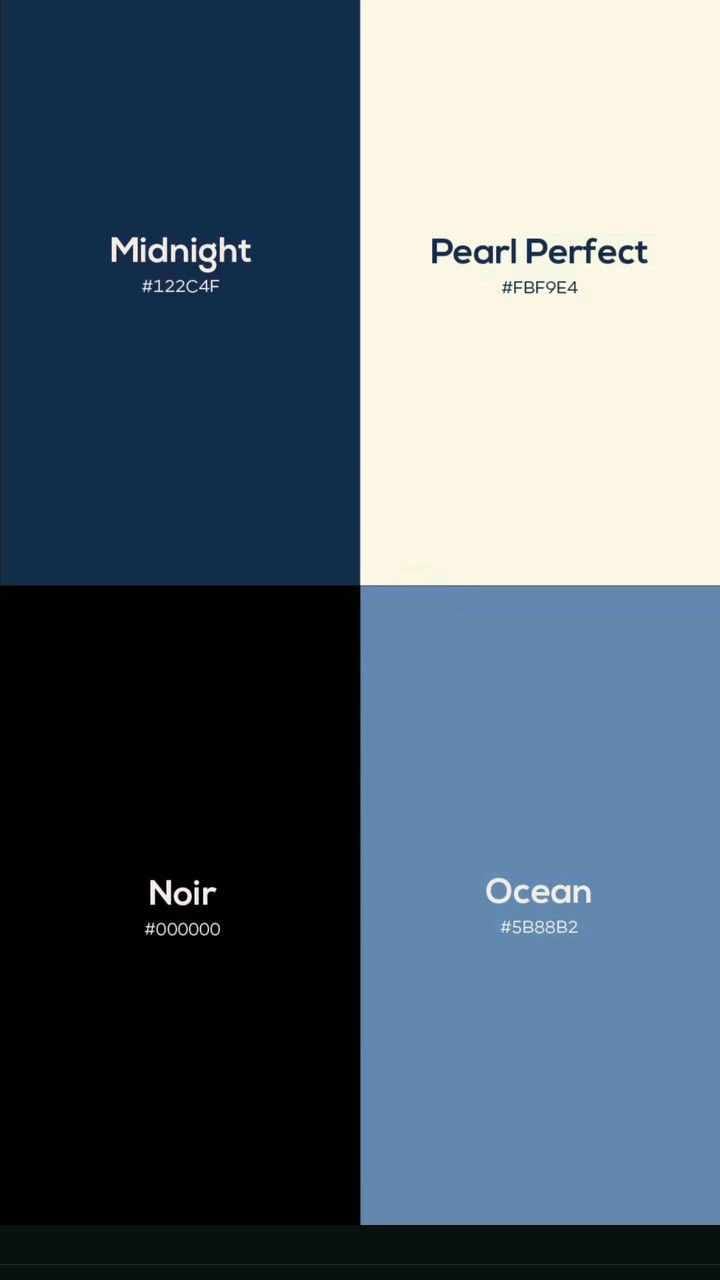 Midnight
#122C4F
Pearl Perfect
#FBF9E4
Noir
#000000
Ocean
#5B88B2